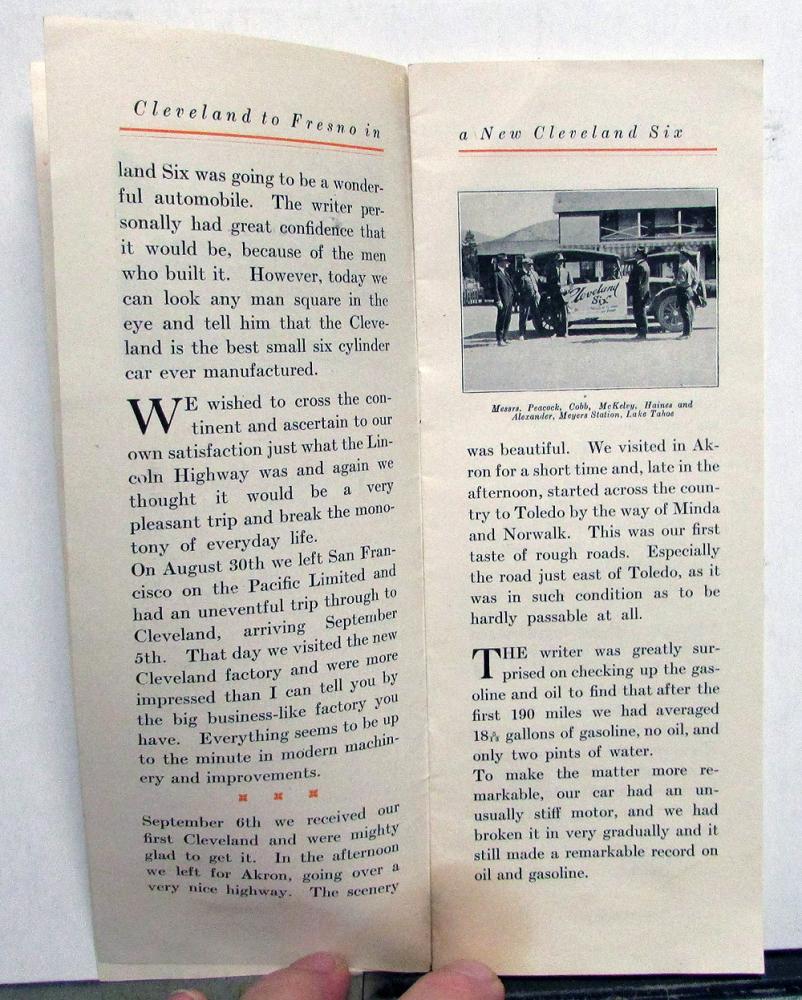 Cleveland to Fresno in
land Six was going to be a wonder-
ful automobile. The writer per-
sonally had great confidence that
it would be, because of the men
who built it. However, today we
can look any man square in the
eye and tell him that the Cleve-
land is the best small six cylinder
car ever manufactured.
WE wished to cross the con-
tinent and ascertain to our
own satisfaction just what the Lin-
coln Highway was and again we
thought it would be a very
pleasant trip and break the mono-
tony of everyday life.
On August 30th we left San Fran-
cisco on the Pacific Limited and
had an uneventful trip through to
Cleveland, arriving September
5th. That day we visited the new
Cleveland factory and were more
impressed than I can tell you by
the big business-like factory you
have. Everything seems to be up
to the minute in modern machin-
ery and improvements.
September 6th we received our
first Cleveland and were mighty
glad to get it. In the afternoon
we left for Akron, going over a
very nice highway. The scenery
a New Cleveland Six
Cleveland
Six
Messrs. Peacock, Cobb, McKeley, Haines and
Alexander, Meyers Station, Lake Tahoe
was beautiful. We visited in Ak-
ron for a short time and, late in the
afternoon, started across the coun-
try to Toledo by the way of Minda
and Norwalk. This was our first
taste of rough roads. Especially
the road just east of Toledo, as it
was in such condition as to be
hardly passable at all.
THE writer was greatly sur-
prised on checking up the gas-
oline and oil to find that after the
first 190 miles we had averaged
18 gallons of gasoline, no oil, and
only two pints of water.
To make the matter more re-
markable, our car had an un-
usually stiff motor, and we had
broken it in very gradually and it
still made a remarkable record on
oil and gasoline.